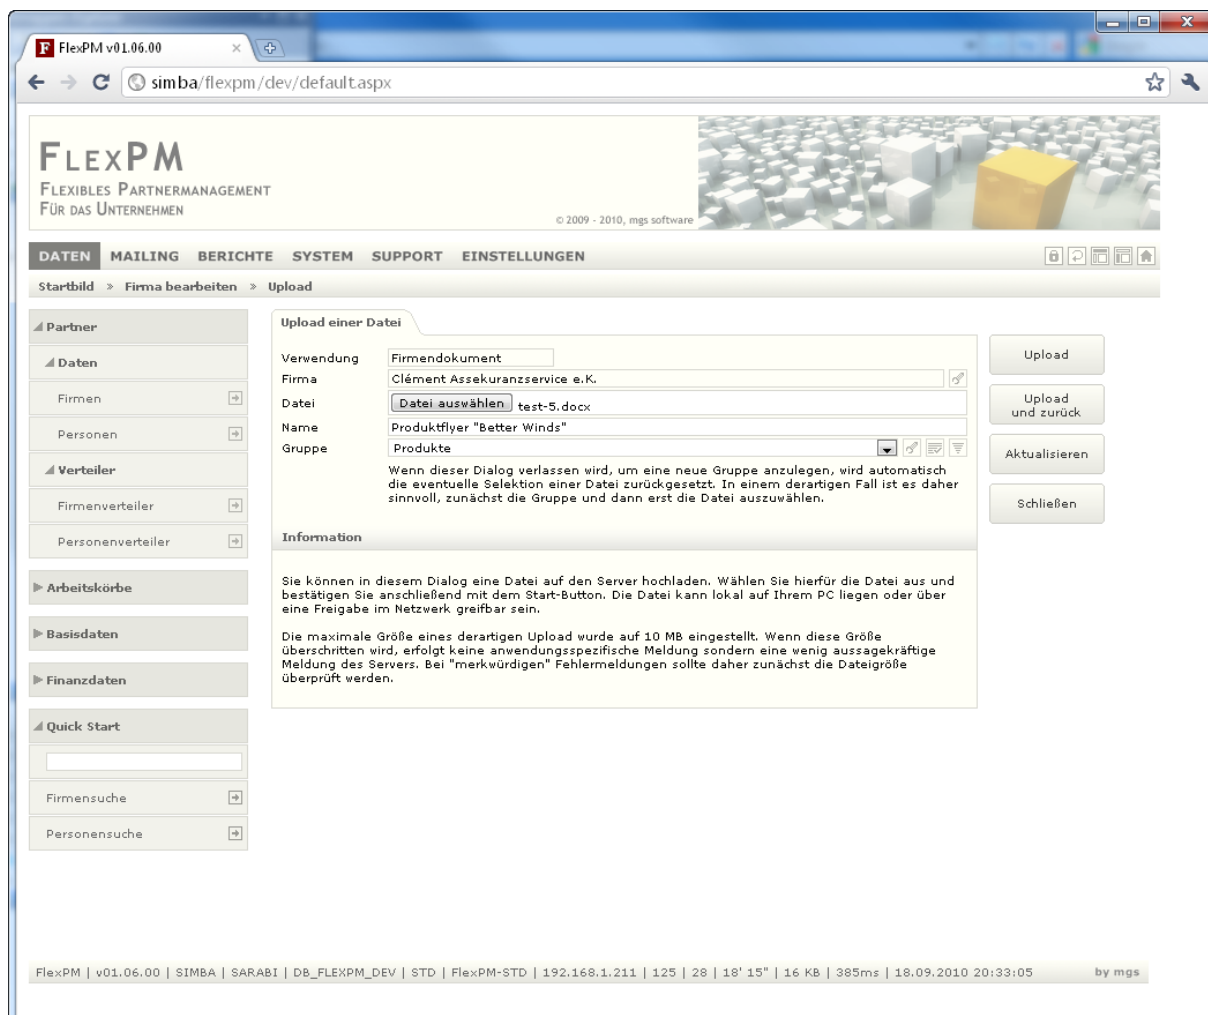 FlexPM v01.06.00
simba/flexpm/dev/default.aspx
FLEXPM
FLEXIBLES PARTNERMANAGEMENT
FÜR DAS UNTERNEHMEN
© 2009 - 2010, mgs software
DATEN MAILING BERICHTE SYSTEM SUPPORT EINSTELLUNGEN
Startbild » Firma bearbeiten » Upload
Partner
Daten
Firmen
Personen
Verteiler
Firmenverteiler
Personenverteiler
Arbeitskörbe
Basisdaten
Finanzdaten
Quick Start
Firmensuche
Personensuche
Upload einer Datei
Verwendung Firmendokument
Firma Clément Assekuranzservice e.K.
Datei Datei auswählen test-5.docx
Name Produktflyer "Better Winds"
Gruppe Produkte
Wenn dieser Dialog verlassen wird, um eine neue Gruppe anzulegen, wird automatisch
die eventuelle Selektion einer Datei zurückgesetzt. In einem derartigen Fall ist es daher
sinnvoll, zunächst die Gruppe und dann erst die Datei auszuwählen.
Information
Sie können in diesem Dialog eine Datei auf den Server hochladen. Wählen Sie hierfür die Datei aus und
bestätigen Sie anschließend mit dem Start-Button. Die Datei kann lokal auf Ihrem PC liegen oder über
eine Freigabe im Netzwerk greifbar sein.
Die maximale Größe eines derartigen Upload wurde auf 10 MB eingestellt. Wenn diese Größe
überschritten wird, erfolgt keine anwendungsspezifische Meldung sondern eine wenig aussagekräftige
Meldung des Servers. Bei "merkwürdigen" Fehlermeldungen sollte daher zunächst die Dateigröße
überprüft werden.
Upload
Upload
und zurück
Aktualisieren
Schließen
FlexPM | v01.06.00 | SIMBA | SARABI | DB_FLEXPM_DEV | STD | FlexPM-STD | 192.168.1.211 | 125 | 28 | 18' 15" | 16 KB | 385ms | 18.09.2010 20:33:05 by mgs